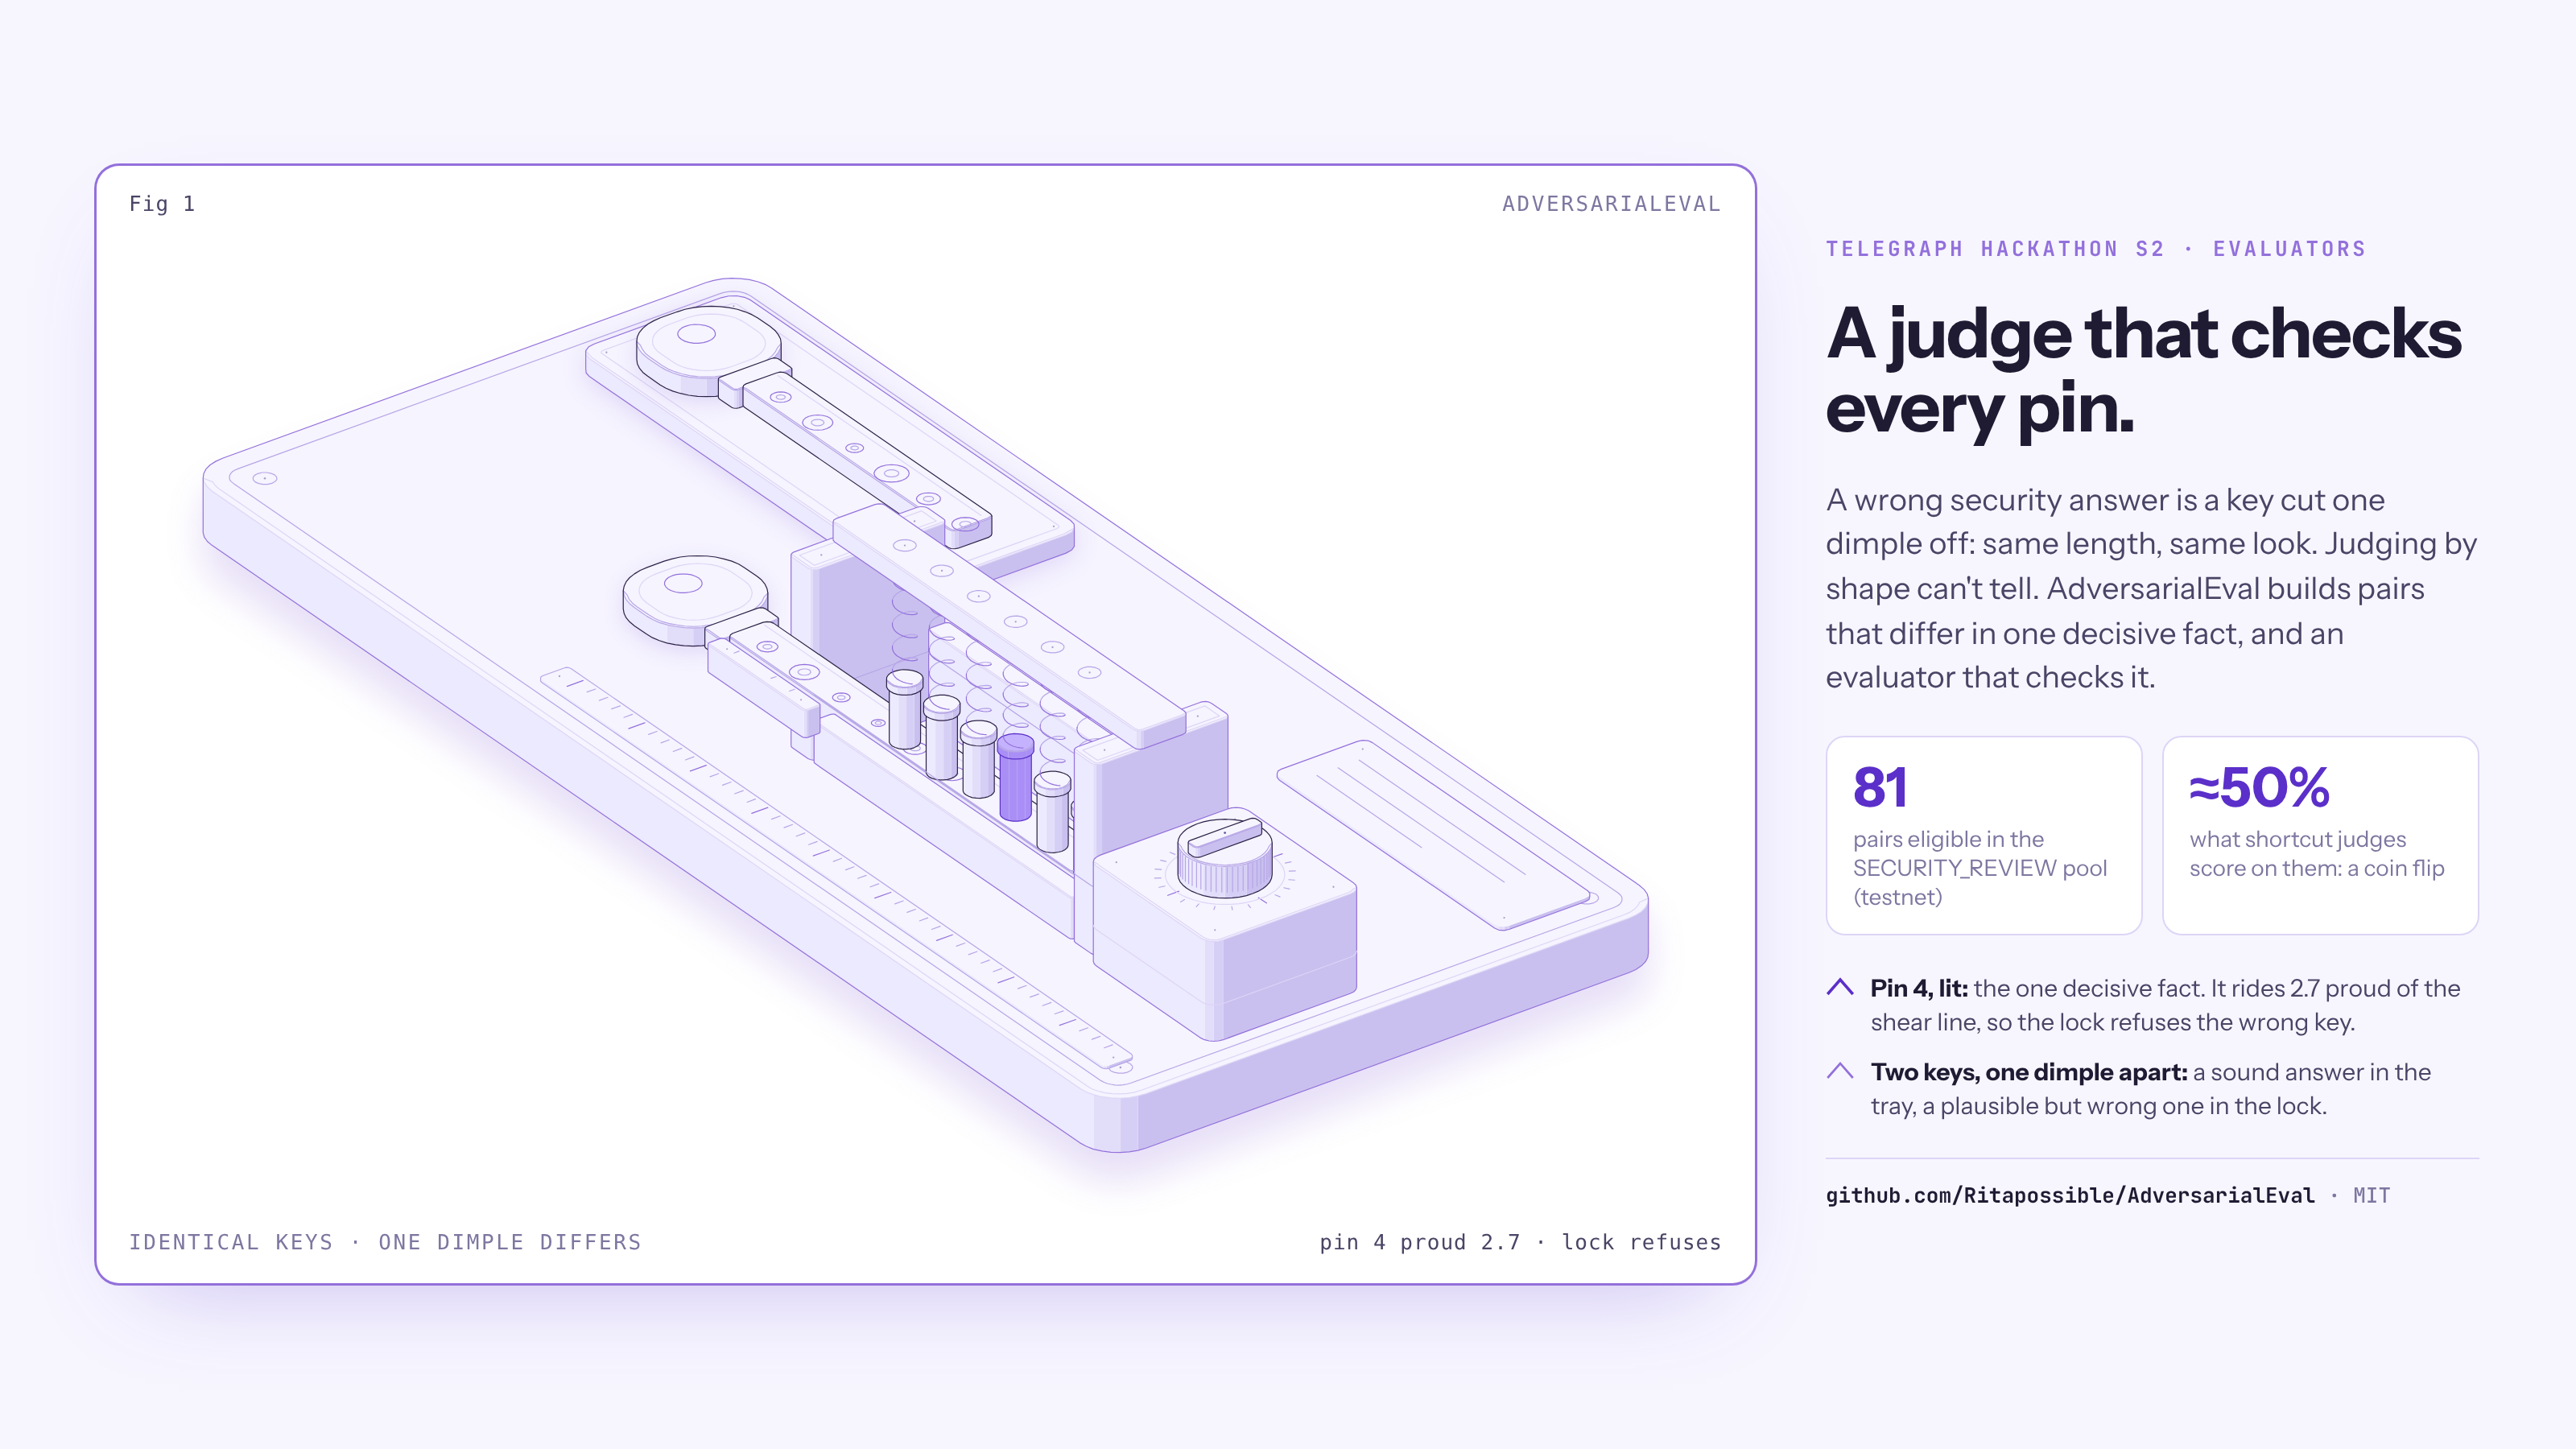 Fig 1
ADVERSARIALEVAL
IDENTICAL KEYS · ONE DIMPLE DIFFERS
pin 4 proud 2.7 · lock refuses
TELEGRAPH HACKATHON S2 · EVALUATORS
A judge that checks
every pin.
A wrong security answer is a key cut one
dimple off: same length, same look. Judging by
shape can't tell. AdversarialEval builds pairs
that differ in one decisive fact, and an
evaluator that checks it.
81
pairs eligible in the
SECURITY_REVIEW pool
(testnet)
≈50%
what shortcut judges
score on them: a coin flip
Pin 4, lit: the one decisive fact. It rides 2.7 proud of the
shear line, so the lock refuses the wrong key.
Two keys, one dimple apart: a sound answer in the
tray, a plausible but wrong one in the lock.
github.com/Ritapossible/AdversarialEval · MIT